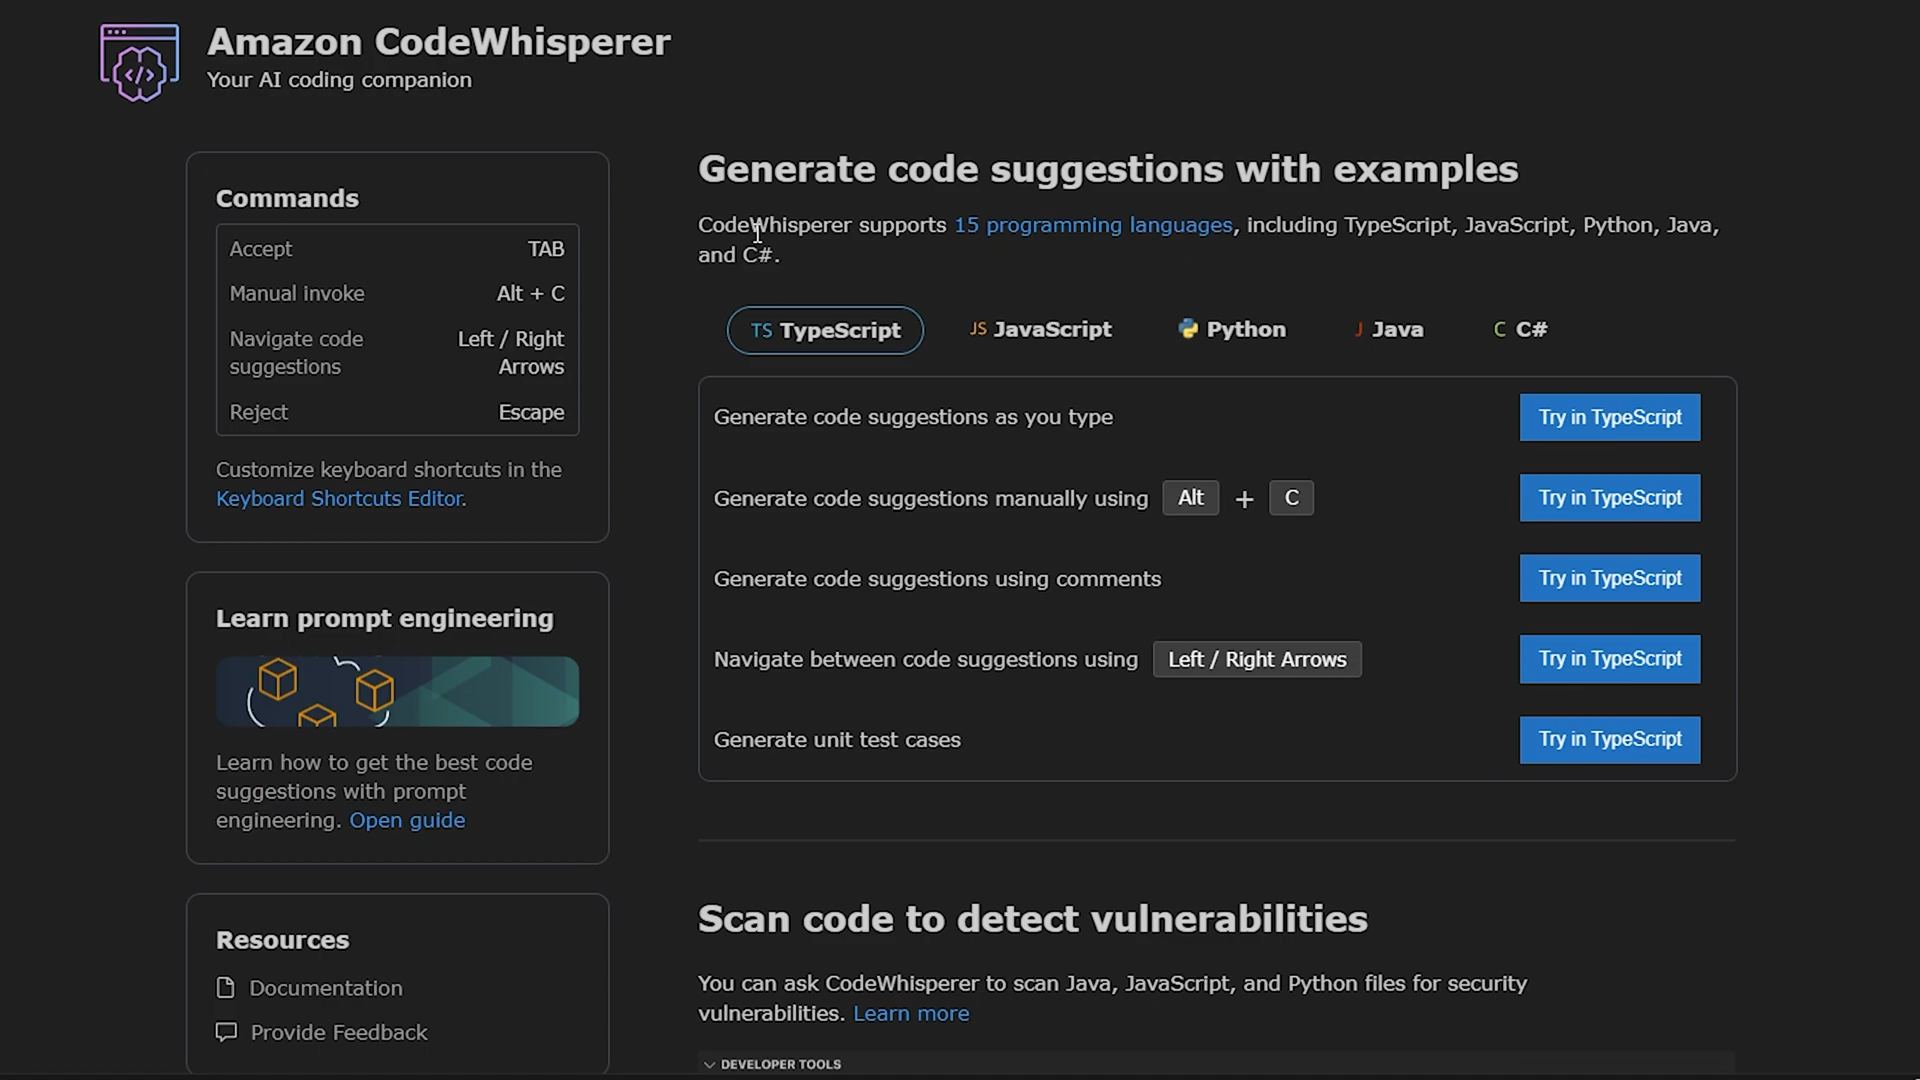 Amazon CodeWhisperer
Your AI coding companion
Commands
Accept TAB
Manual invoke Alt + C
Navigate code Left / Right
suggestions Arrows
Reject Escape
Customize keyboard shortcuts in the
Keyboard Shortcuts Editor.
Learn prompt engineering
Learn how to get the best code
suggestions with prompt
engineering. Open guide
Resources
Documentation
Provide Feedback
Generate code suggestions with examples
CodeWhisperer supports 15 programming languages, including TypeScript, JavaScript, Python, Java,
and C#.
TS TypeScript JS JavaScript Python J Java C C#
Generate code suggestions as you type Try in TypeScript
Generate code suggestions manually using Alt + C Try in TypeScript
Generate code suggestions using comments Try in TypeScript
Navigate between code suggestions using Left / Right Arrows Try in TypeScript
Generate unit test cases Try in TypeScript
Scan code to detect vulnerabilities
You can ask CodeWhisperer to scan Java, JavaScript, and Python files for security
vulnerabilities. Learn more
DEVELOPER TOOLS